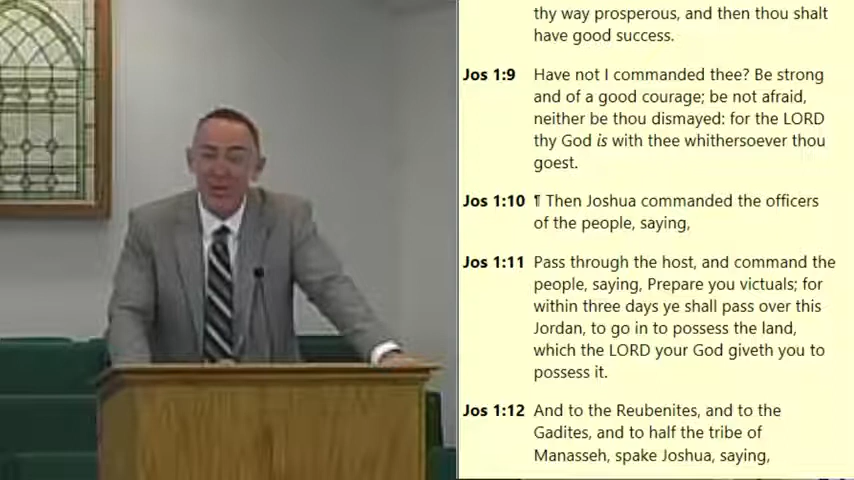 thy way prosperous, and then thou shalt
have good success.
Jos 1:9 Have not I commanded thee? Be strong
and of a good courage; be not afraid,
neither be thou dismayed: for the LORD
thy God is with thee whithersoever thou
goest.
Jos 1:10 ¶ Then Joshua commanded the officers
of the people, saying,
Jos 1:11 Pass through the host, and command the
people, saying, Prepare you victuals; for
within three days ye shall pass over this
Jordan, to go in to possess the land,
which the LORD your God giveth you to
possess it.
Jos 1:12 And to the Reubenites, and to the
Gadites, and to half the tribe of
Manasseh, spake Joshua, saying,